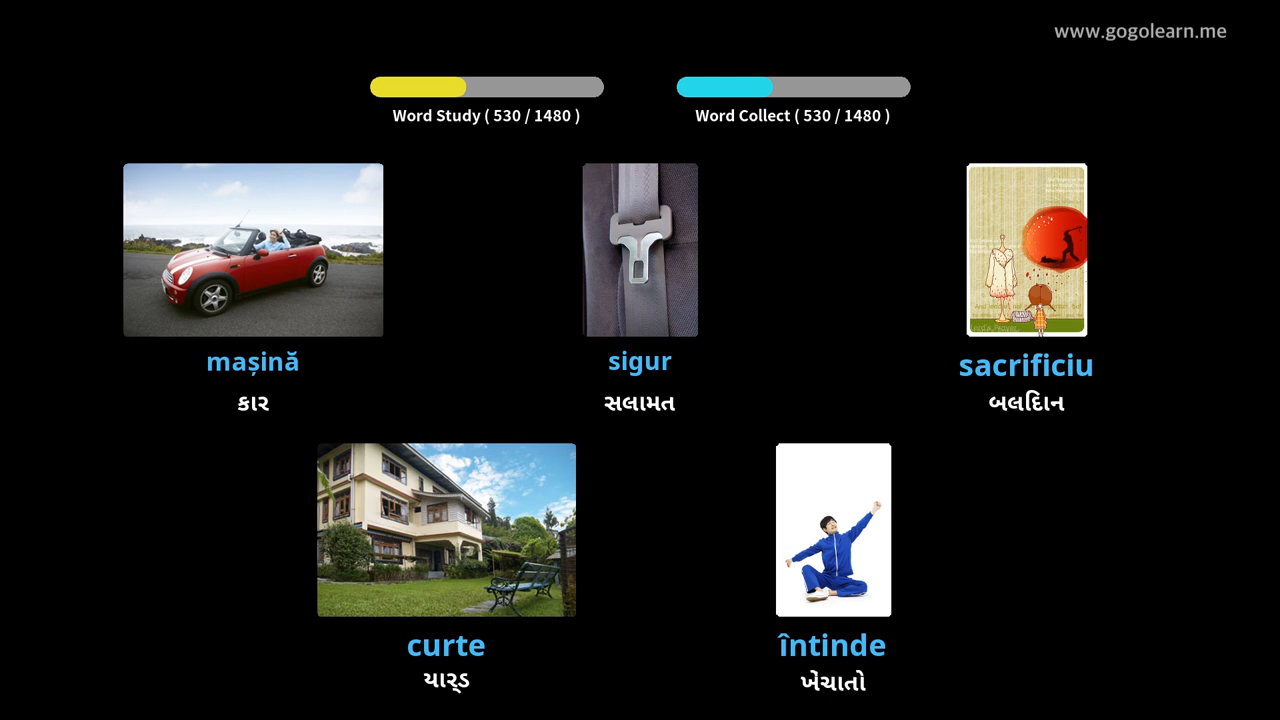 www.gogolearn.me
Word Study ( 530 / 1480 )
Word Collect ( 530 / 1480 )
mașină
કાર
sigur
સલામત
sacrificiu
બલિદાન
curte
યાર્ડ
întinde
ખેચાતો